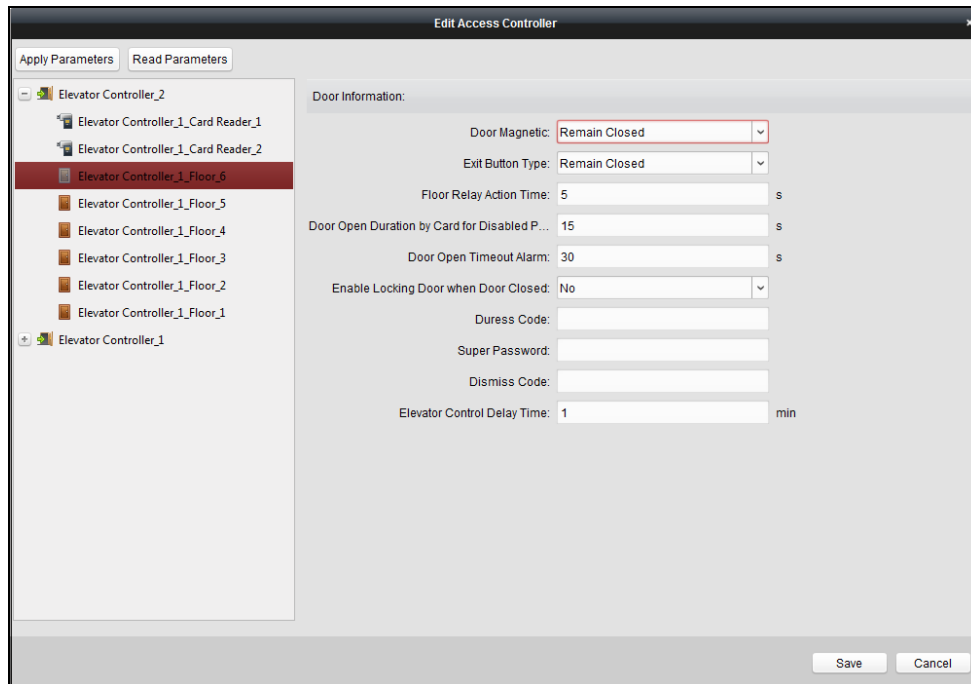 Edit Access Controller
Apply Parameters Read Parameters
Elevator Controller_2
Elevator Controller_1_Card Reader_1
Elevator Controller_1_Card Reader_2
Elevator Controller_1_Floor_6
Elevator Controller_1_Floor_5
Elevator Controller_1_Floor_4
Elevator Controller_1_Floor_3
Elevator Controller_1_Floor_2
Elevator Controller_1_Floor_1
Elevator Controller_1
Door Information:
Door Magnetic: Remain Closed
Exit Button Type: Remain Closed
Floor Relay Action Time: 5 s
Door Open Duration by Card for Disabled P... 15 s
Door Open Timeout Alarm: 30 s
Enable Locking Door when Door Closed: No
Duress Code:
Super Password:
Dismiss Code:
Elevator Control Delay Time: 1 min
Save Cancel